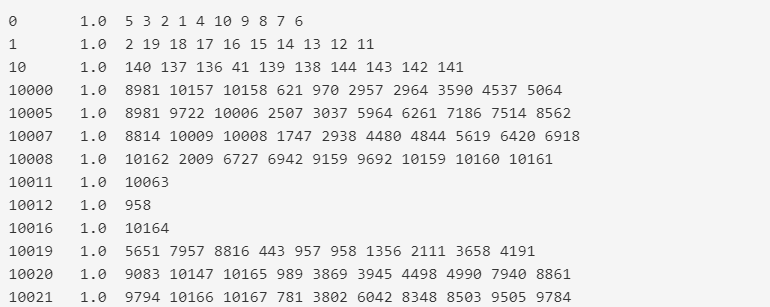 0 1.0 5 3 2 1 4 10 9 8 7 6
1 1.0 2 19 18 17 16 15 14 13 12 11
10 1.0 140 137 136 41 139 138 144 143 142 141
10000 1.0 8981 10157 10158 621 970 2957 2964 3590 4537 5064
10005 1.0 8981 9722 10006 2507 3037 5964 6261 7186 7514 8562
10007 1.0 8814 10009 10008 1747 2938 4480 4844 5619 6420 6918
10008 1.0 10162 2009 6727 6942 9159 9692 10159 10160 10161
10011 1.0 10063
10012 1.0 958
10016 1.0 10164
10019 1.0 5651 7957 8816 443 957 958 1356 2111 3658 4191
10020 1.0 9083 10147 10165 989 3869 3945 4498 4990 7940 8861
10021 1.0 9794 10166 10167 781 3802 6042 8348 8503 9505 9784